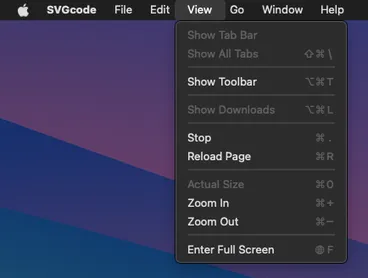 SVGcode File Edit View Go Window Help
Show Tab Bar
Show All Tabs ⇧⌘\
Show Toolbar ⌥⌘T
Show Downloads ⌥⌘L
Stop ⌘.
Reload Page ⌘R
Actual Size ⌘0
Zoom In ⌘+
Zoom Out ⌘−
Enter Full Screen 🌐︎F